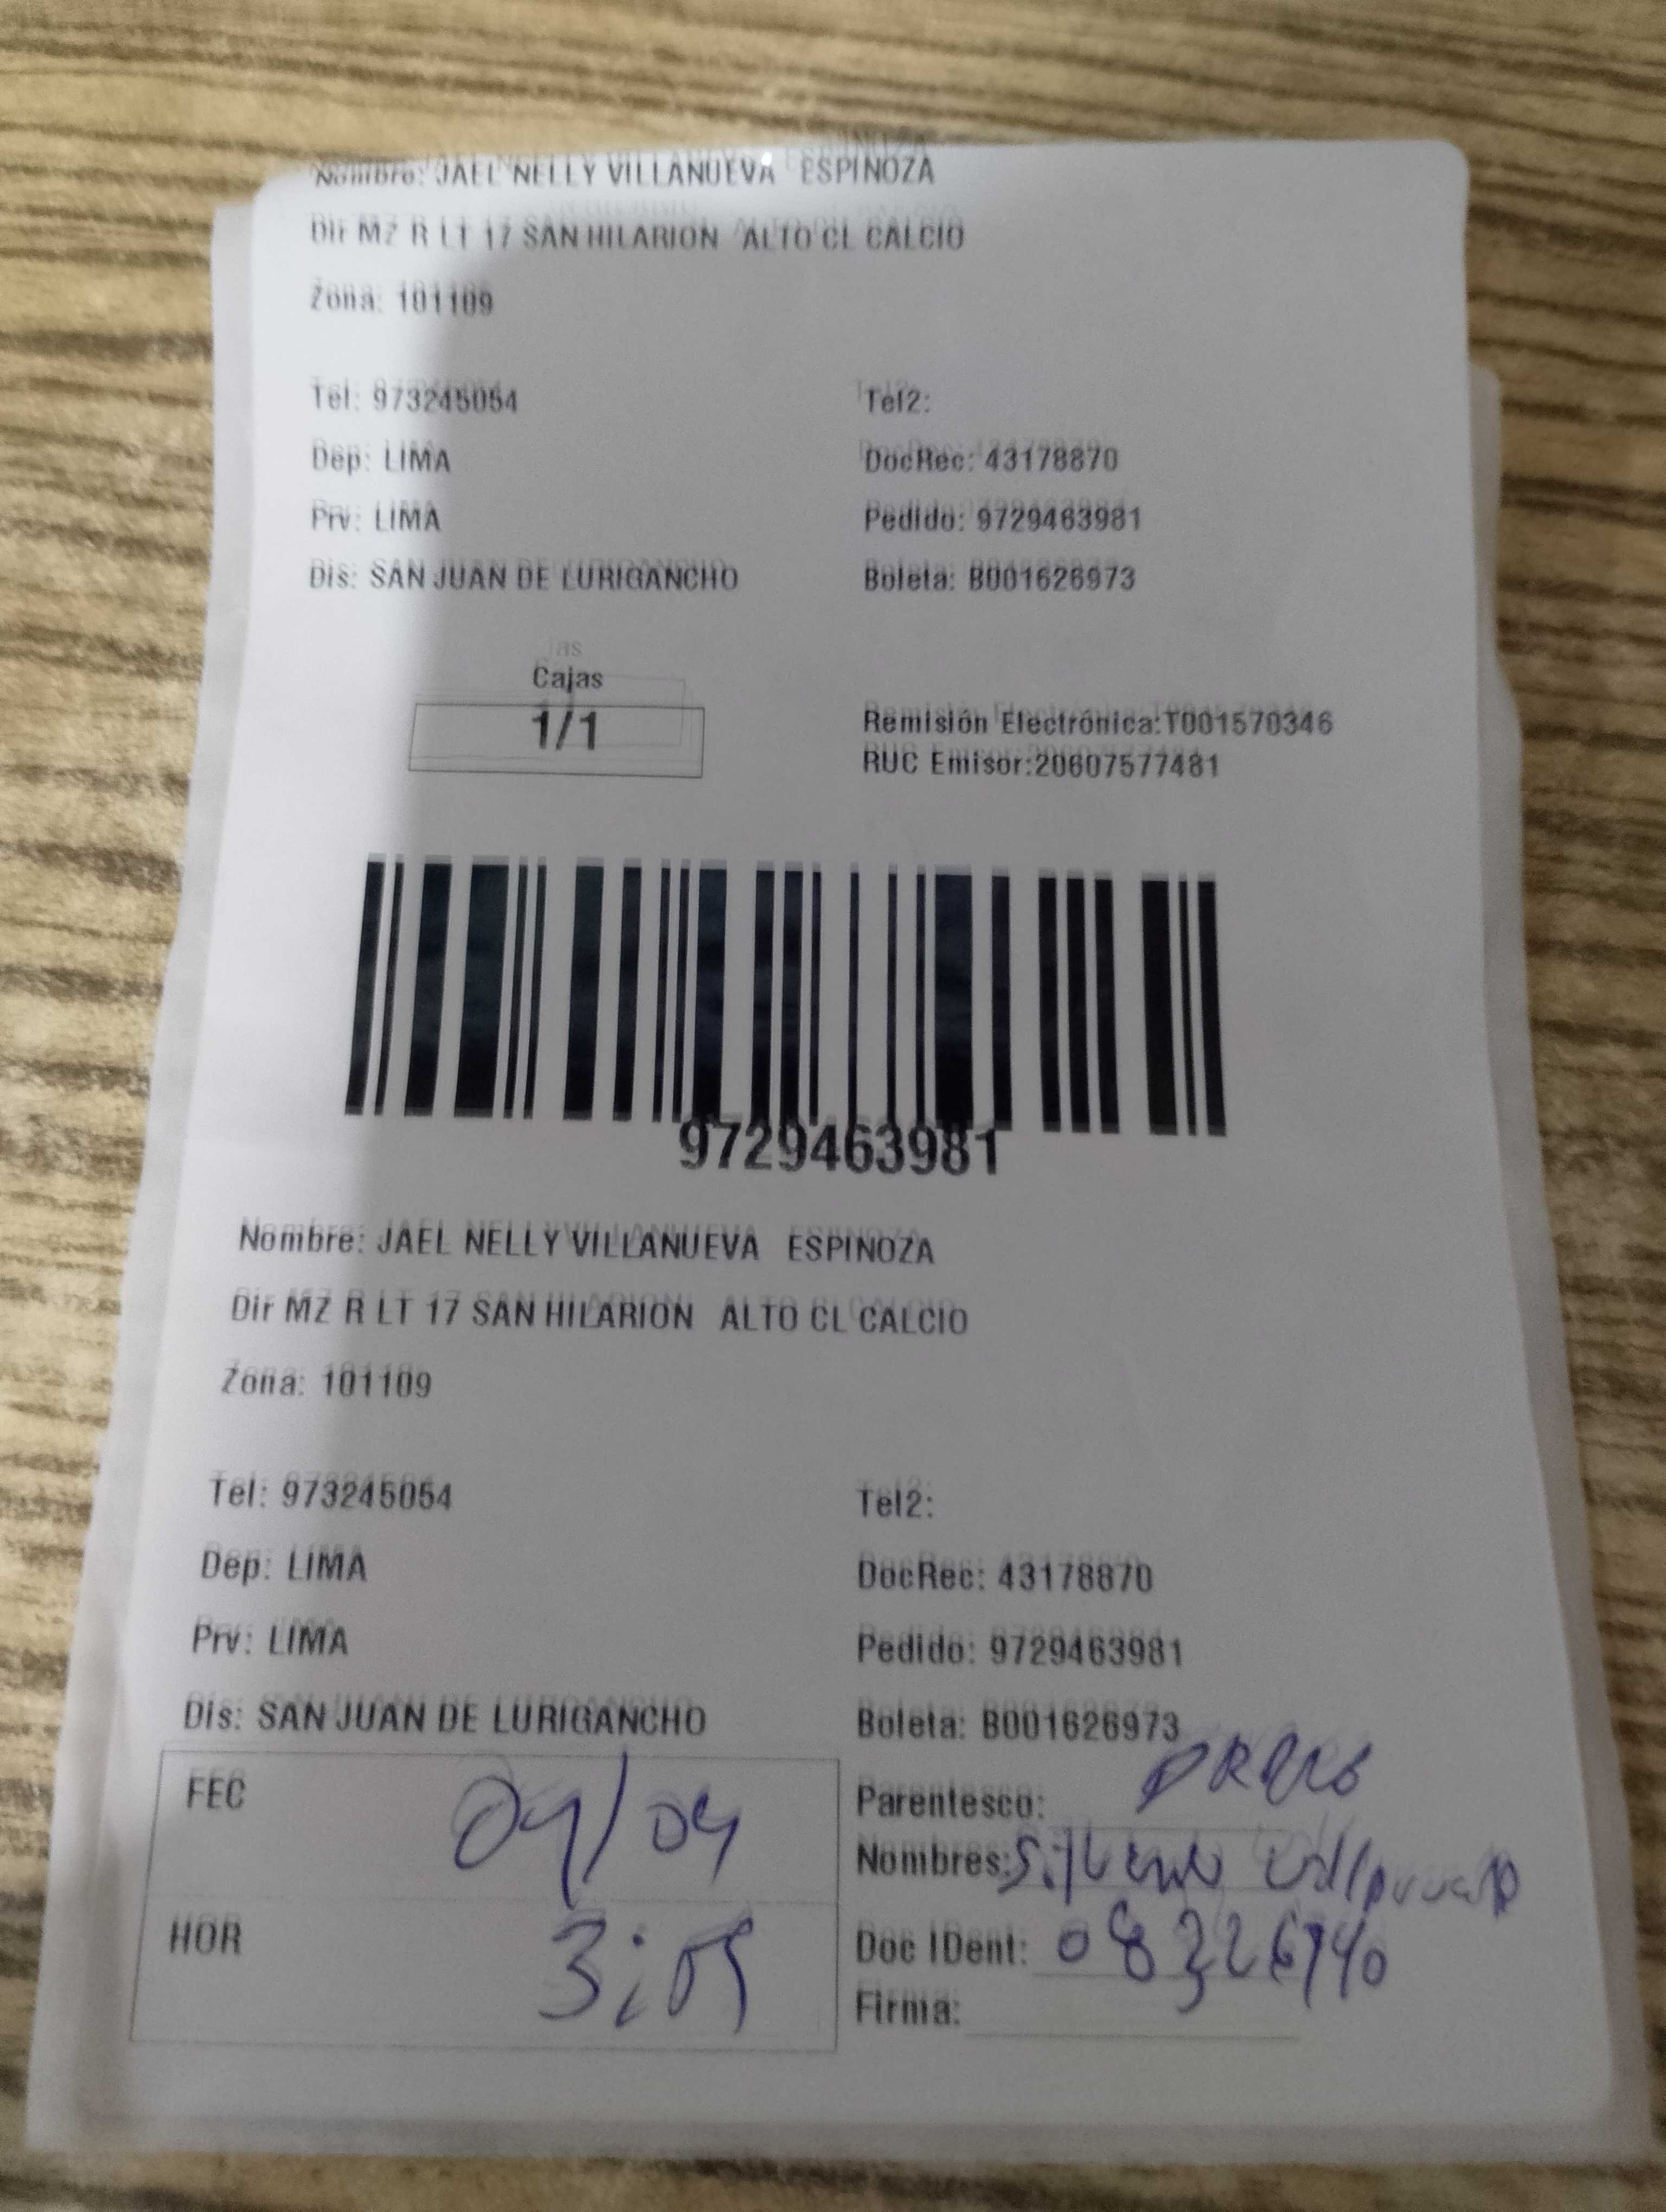 Nombre: JAEL NELLY VILLANUEVA ESPINOZA
Dir MZ R LT 17 SAN HILARION ALTO CL CALCIO
Zona: 101109
Tel: 973245054 Tel2:
Dep: LIMA DocRec: 43178870
Prv: LIMA Pedido: 9729463981
Dis: SAN JUAN DE LURIGANCHO Boleta: B001626973
Cajas
1/1
Remisión Electrónica:T001570346
RUC Emisor:20607577481
9729463981
Nombre: JAEL NELLY VILLANUEVA ESPINOZA
Dir MZ R LT 17 SAN HILARION ALTO CL CALCIO
Zona: 101109
Tel: 973245054 Tel2:
Dep: LIMA DocRec: 43178870
Prv: LIMA Pedido: 9729463981
Dis: SAN JUAN DE LURIGANCHO Boleta: B001626973
FEC 04/04 Parentesco:
Nombres:
HOR Doc IDent:
Firma: